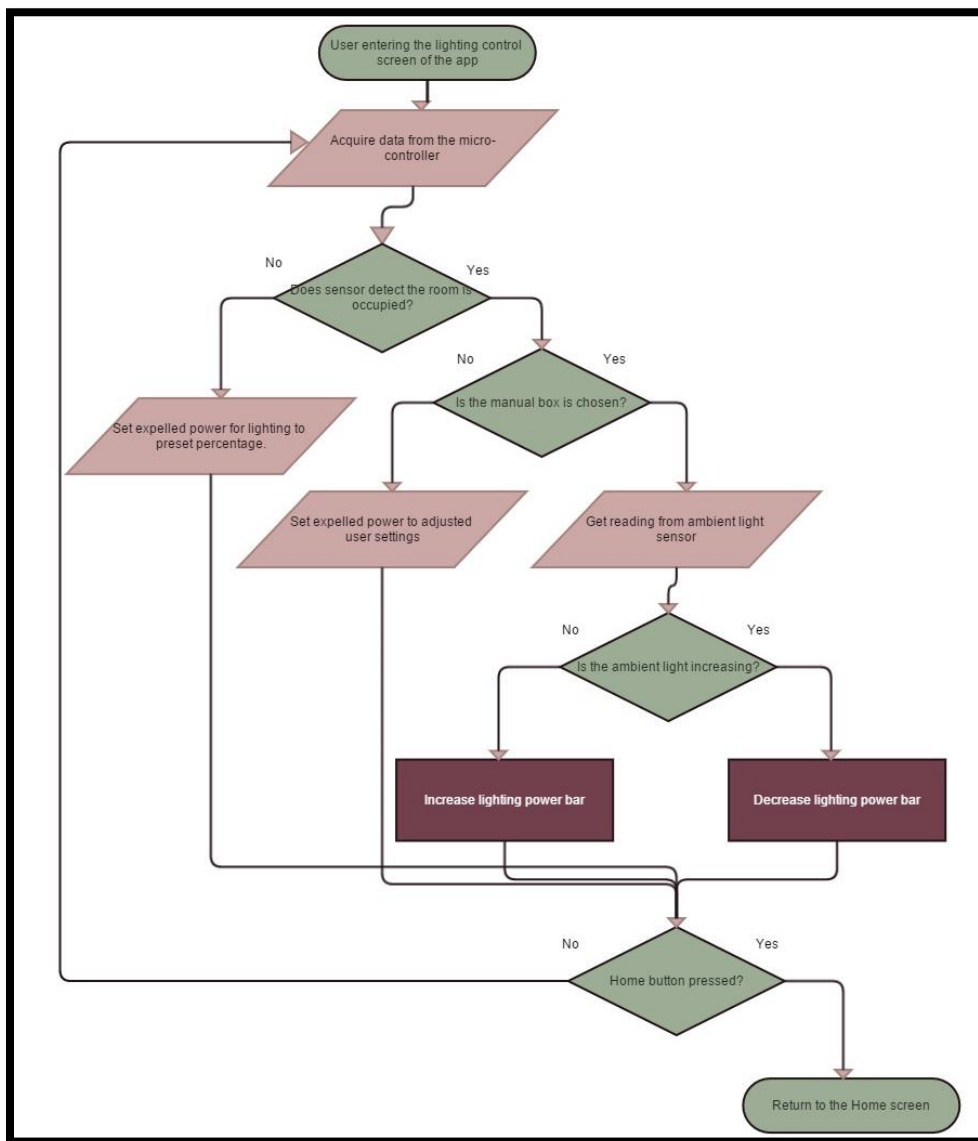 User entering the lighting control
screen of the app
Acquire data from the micro-
controller
No
Yes
Does sensor detect the room is
occupied?
No
Yes
Is the manual box is chosen?
Set expelled power for lighting to
preset percentage.
Set expelled power to adjusted
user settings
Get reading from ambient light
sensor
No
Yes
Is the ambient light increasing?
Increase lighting power bar
Decrease lighting power bar
No
Yes
Home button pressed?
Return to the Home screen